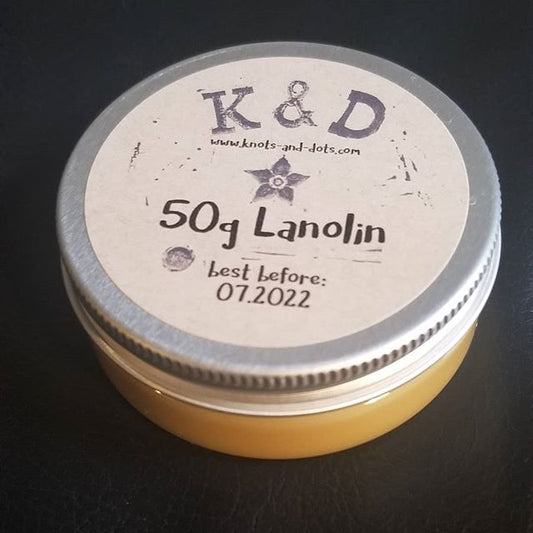 K & D
www.knots-and-dots.com
50g Lanolin
best before:
07.2022